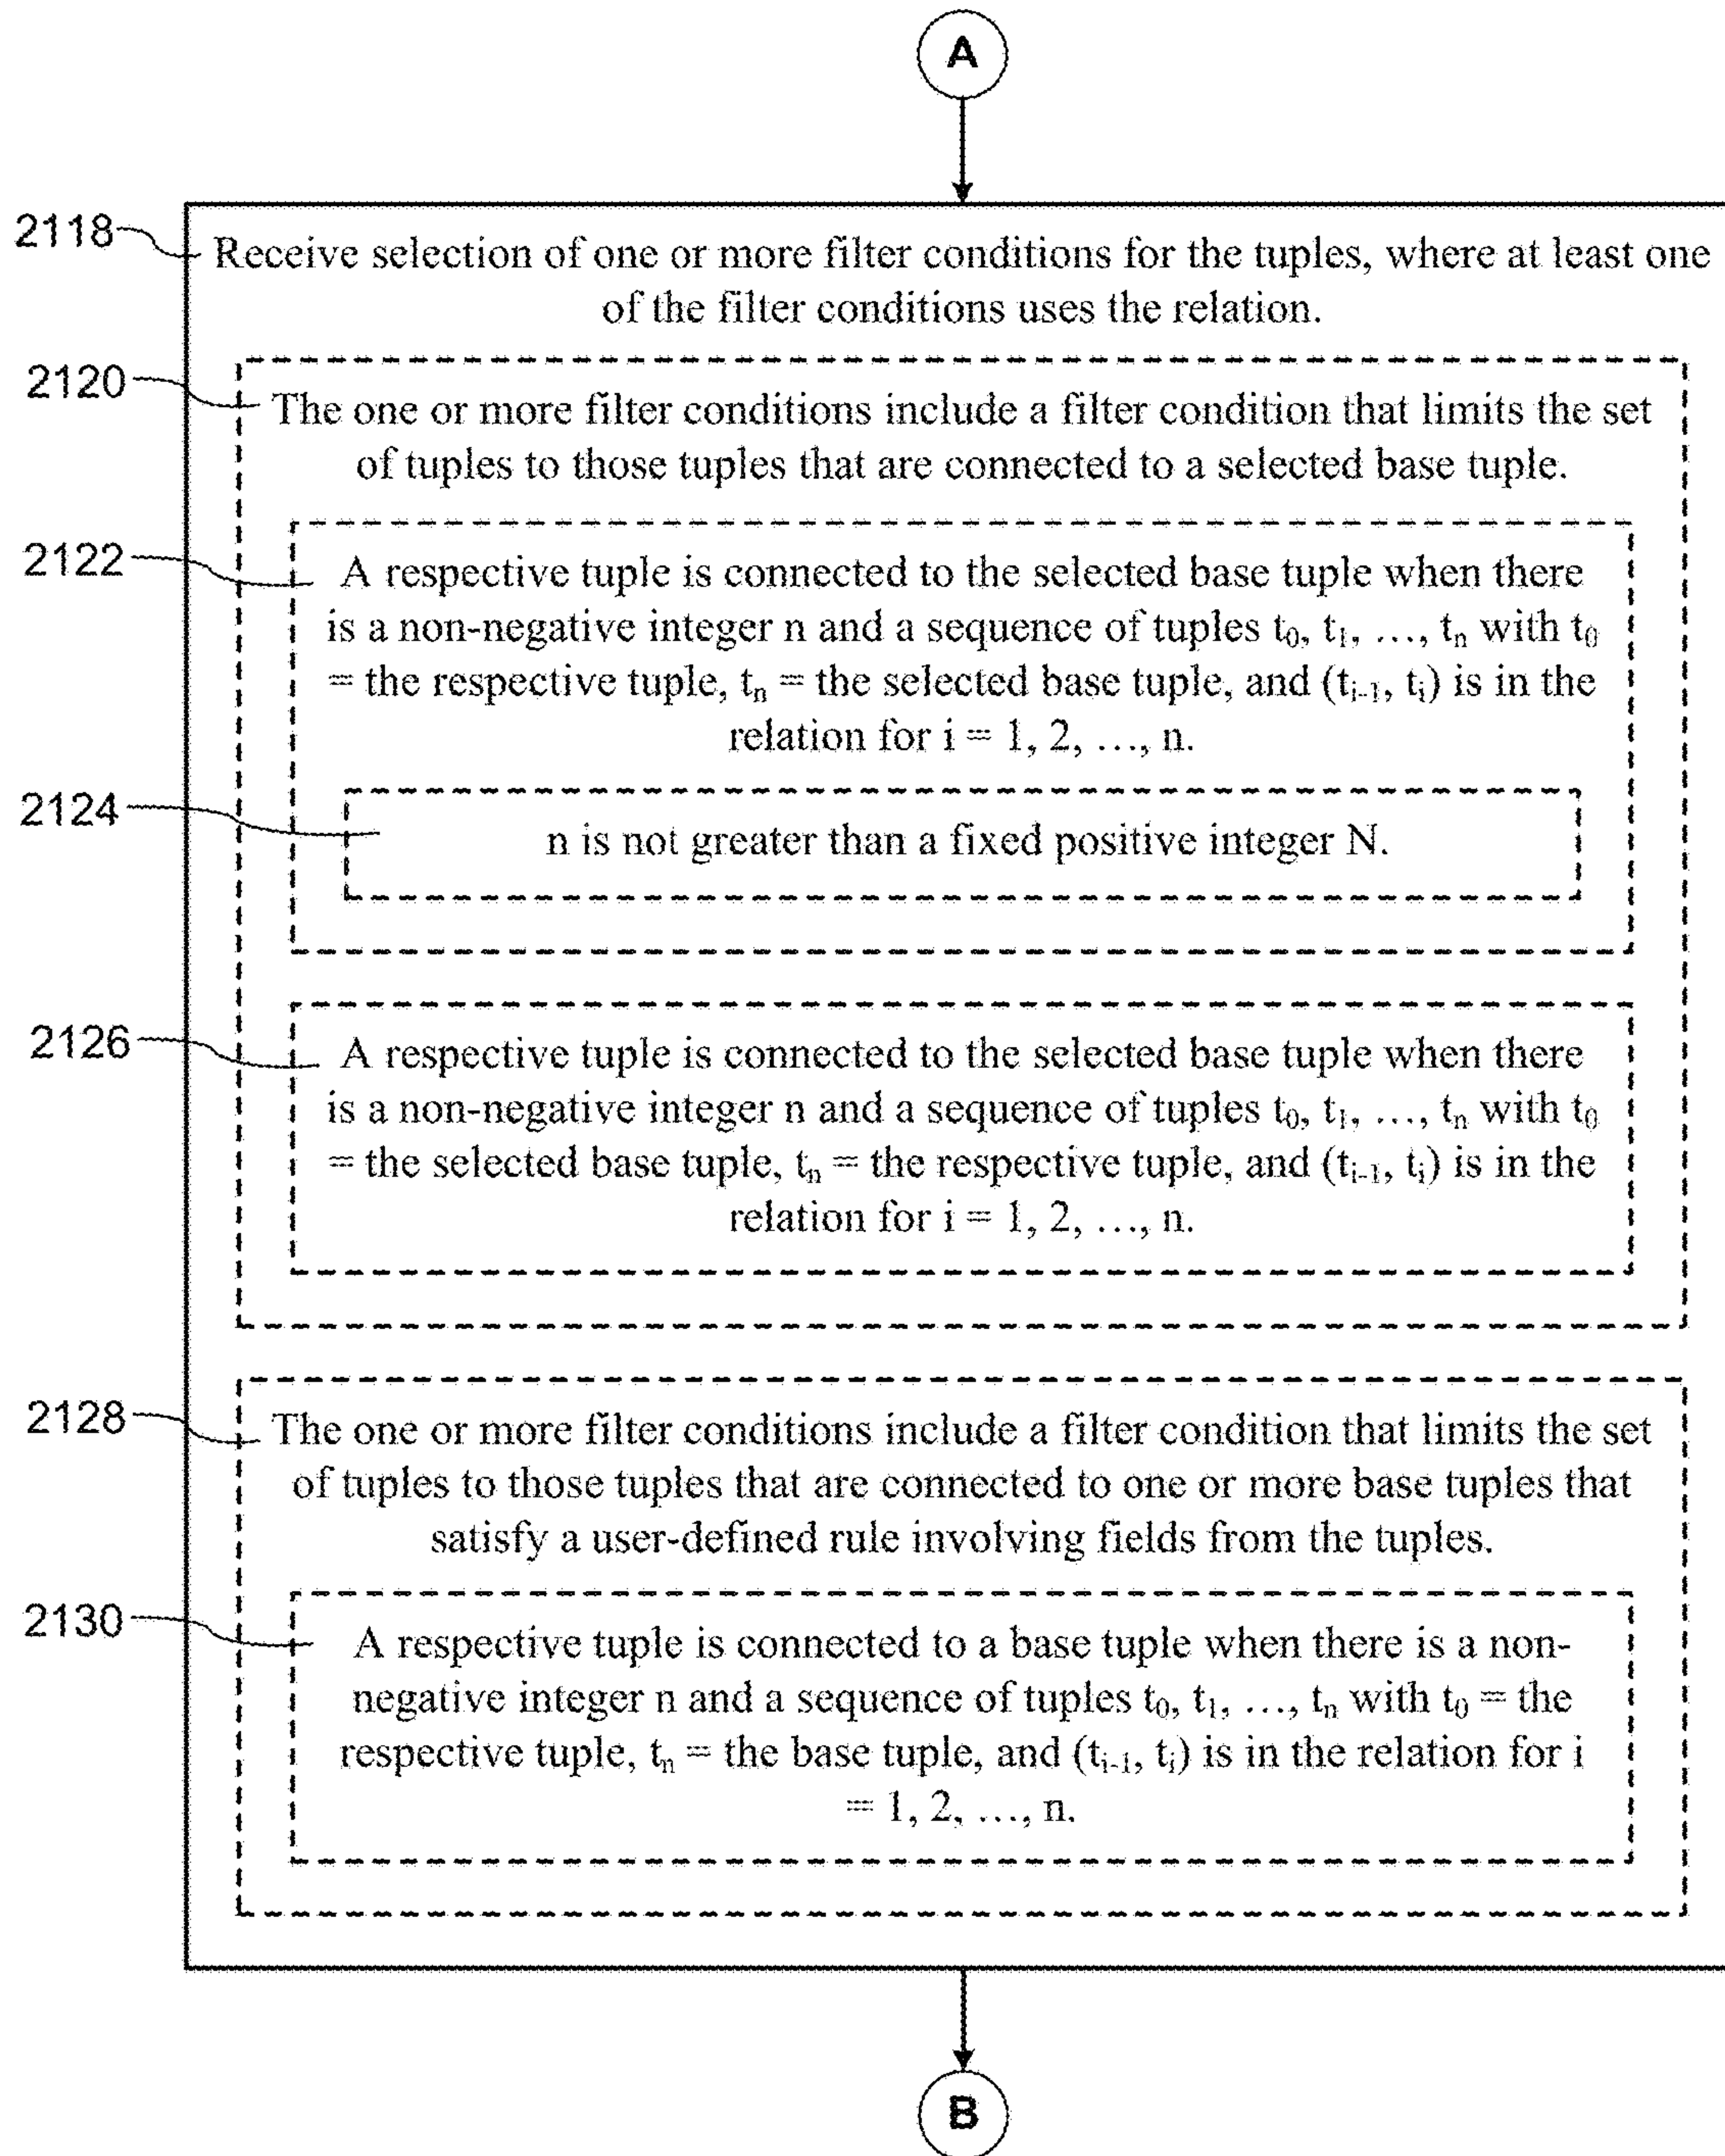 A
2118
Receive selection of one or more filter conditions for the tuples, where at least one
of the filter conditions uses the relation.
2120
The one or more filter conditions include a filter condition that limits the set
of tuples to those tuples that are connected to a selected base tuple.
2122
A respective tuple is connected to the selected base tuple when there
is a non-negative integer n and a sequence of tuples t₀, t₁, …, tₙ with t₀
= the respective tuple, tₙ = the selected base tuple, and (tᵢ₋₁, tᵢ) is in the
relation for i = 1, 2, …, n.
2124
n is not greater than a fixed positive integer N.
2126
A respective tuple is connected to the selected base tuple when there
is a non-negative integer n and a sequence of tuples t₀, t₁, …, tₙ with t₀
= the selected base tuple, tₙ = the respective tuple, and (tᵢ₋₁, tᵢ) is in the
relation for i = 1, 2, …, n.
2128
The one or more filter conditions include a filter condition that limits the set
of tuples to those tuples that are connected to one or more base tuples that
satisfy a user-defined rule involving fields from the tuples.
2130
A respective tuple is connected to a base tuple when there is a non-
negative integer n and a sequence of tuples t₀, t₁, …, tₙ with t₀ = the
respective tuple, tₙ = the base tuple, and (tᵢ₋₁, tᵢ) is in the relation for i
= 1, 2, …, n.
B